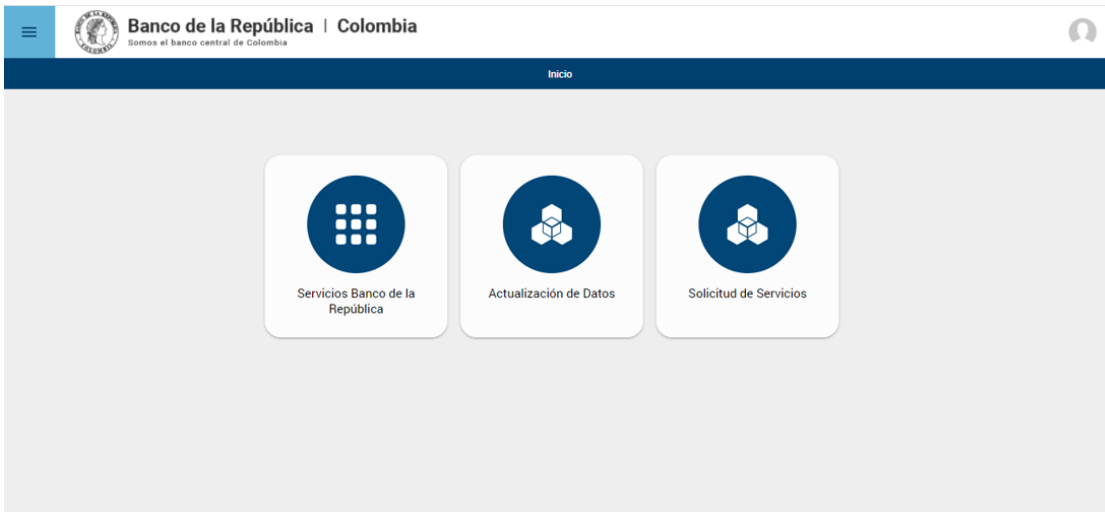 Banco de la República | Colombia
Somos el banco central de Colombia
Inicio
Servicios Banco de la
República
Actualización de Datos
Solicitud de Servicios